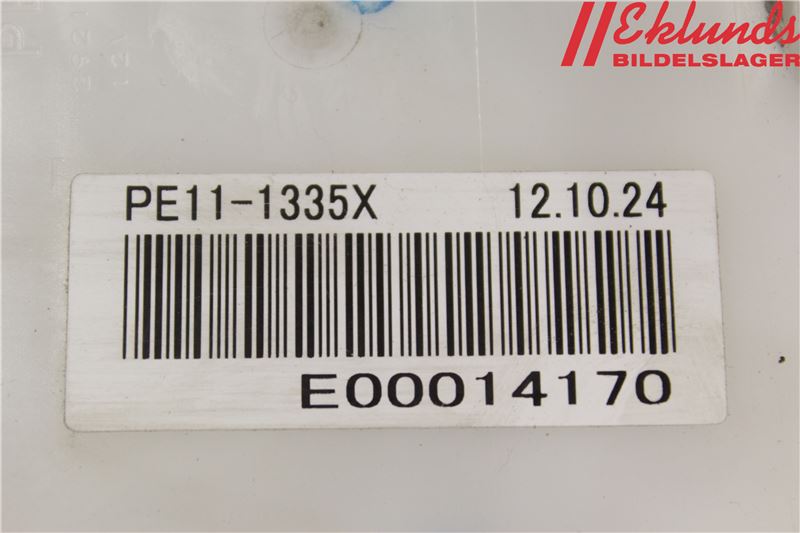 Eklunds
BILDELSLAGER
PE11-1335X 12.10.24
E00014170